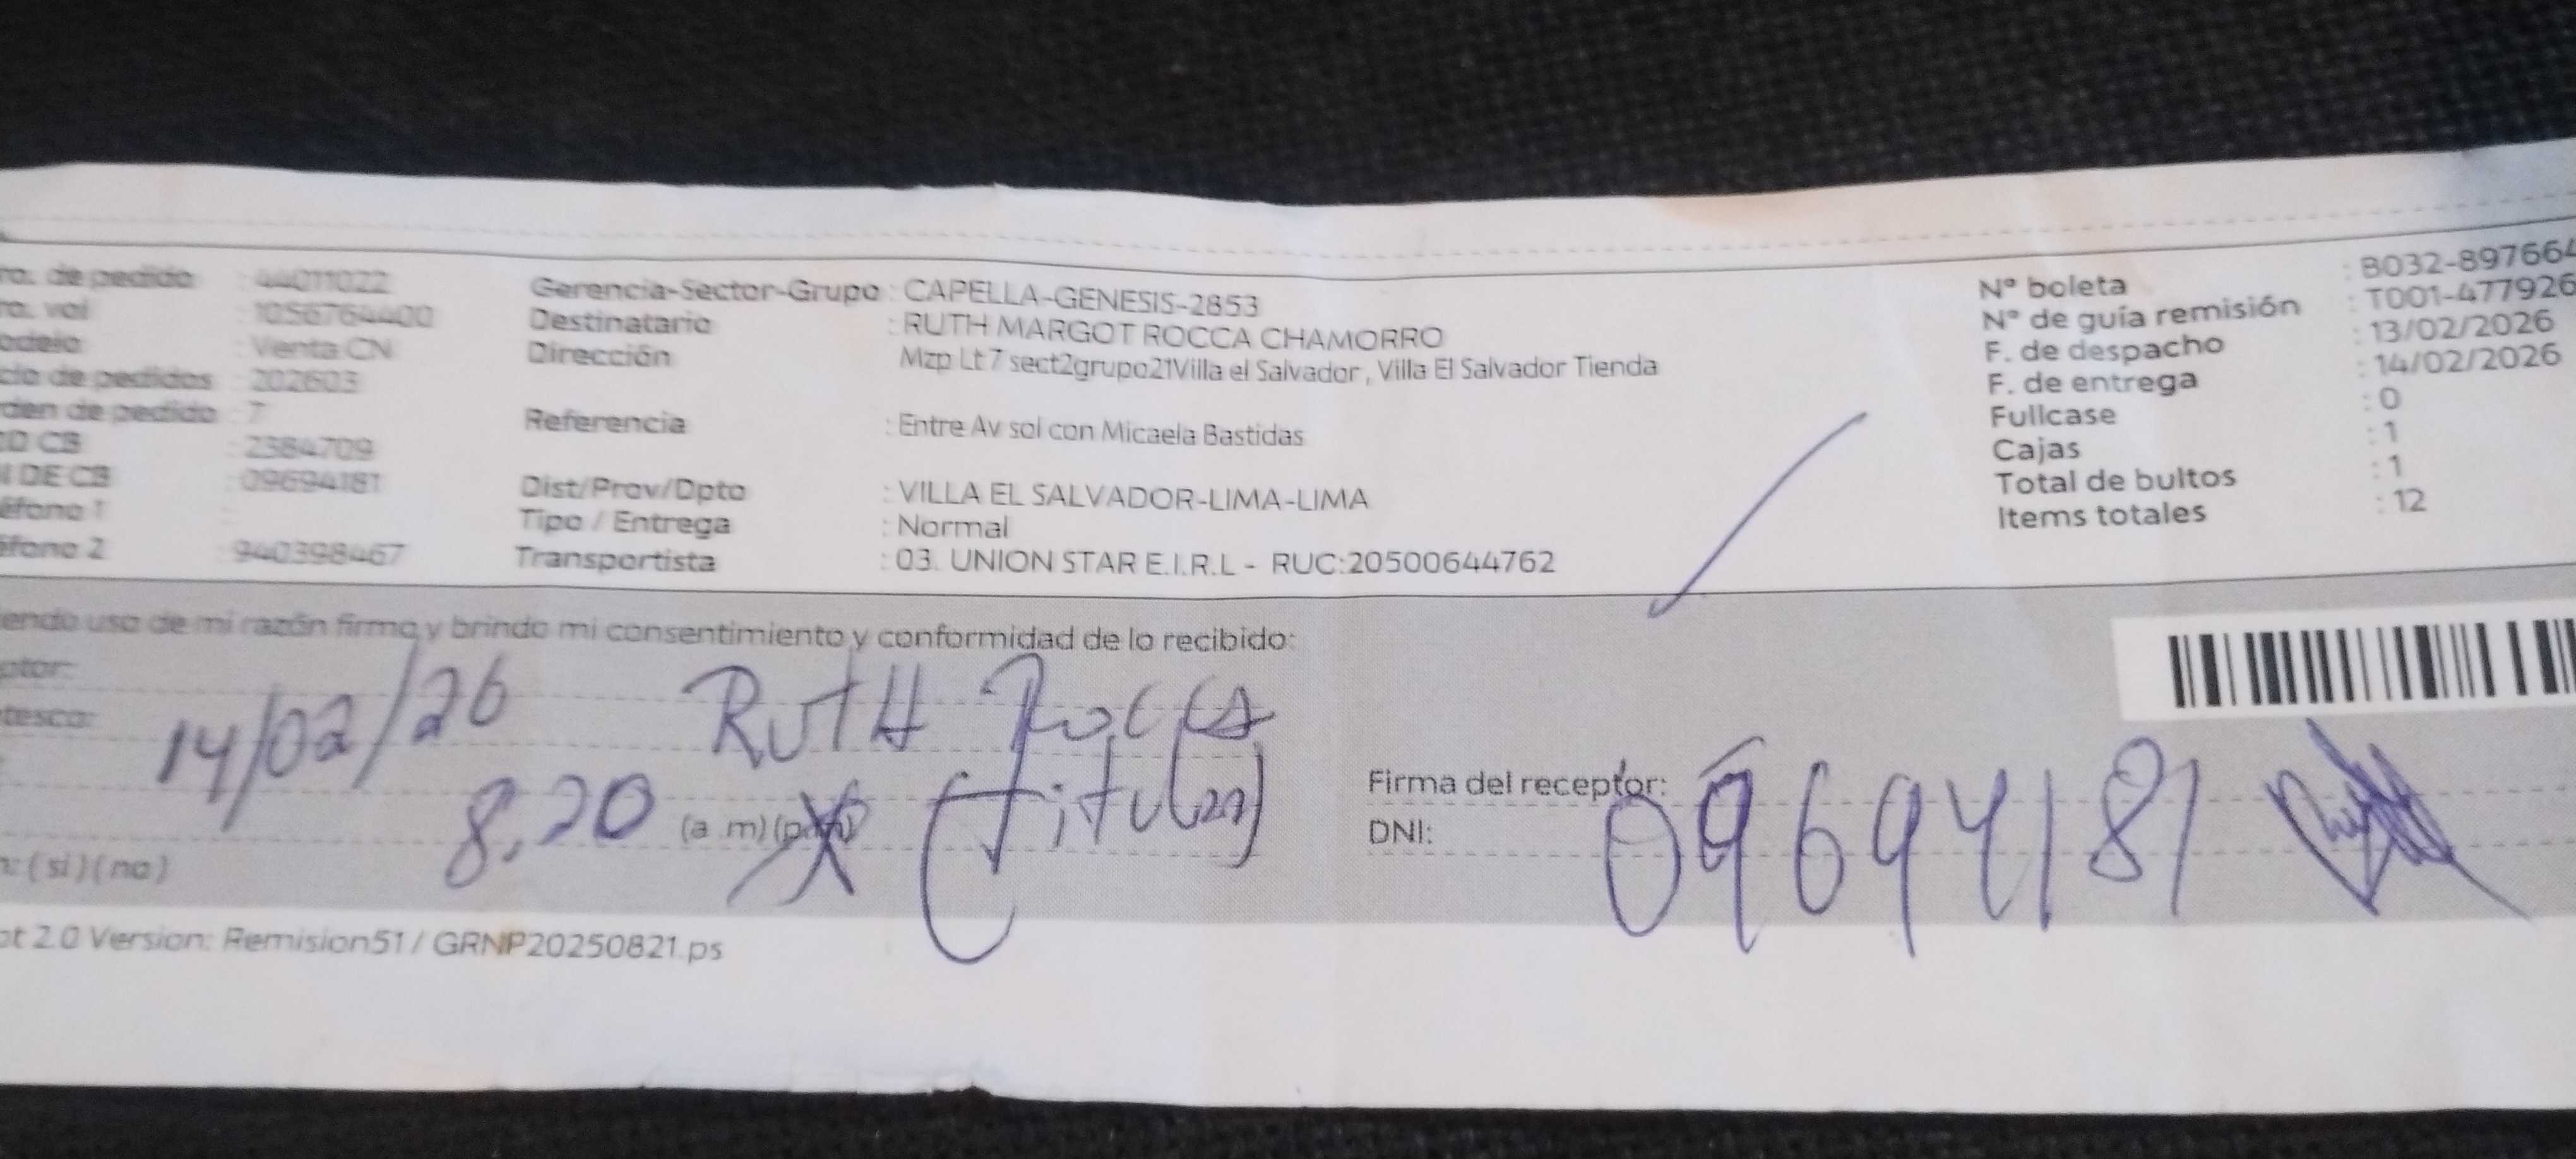 ro. de pedido : 44011022
ro. vol : 1056764400
odelo : Venta CN
cia de pedidos : 202603
den de pedido : 7
D CB : 2384709
I DE CB : 09694181
éfono 1 :
éfono 2 : 940398467
Gerencia-Sector-Grupo : CAPELLA-GENESIS-2853
Destinatario : RUTH MARGOT ROCCA CHAMORRO
Dirección : Mzp Lt 7 sect2grupo21Villa el Salvador , Villa El Salvador Tienda
Referencia : Entre Av sol con Micaela Bastidas
Dist/Prov/Dpto : VILLA EL SALVADOR-LIMA-LIMA
Tipo / Entrega : Normal
Transportista : 03. UNION STAR E.I.R.L - RUC:20500644762
N° boleta : B032-897664
N° de guía remisión : T001-477926
F. de despacho : 13/02/2026
F. de entrega : 14/02/2026
Fullcase : 0
Cajas : 1
Total de bultos : 1
Items totales : 12
iendo uso de mi razón firmo y brindo mi consentimiento y conformidad de lo recibido:
ptor: RUTH Rocca
tesco: 14/02/26 (titular)
8,20 (a .m) (p.m)
: (si) (no)
Firma del receptor:
DNI: 09694181
pt 2.0 Version: Remision51 / GRNP20250821.ps